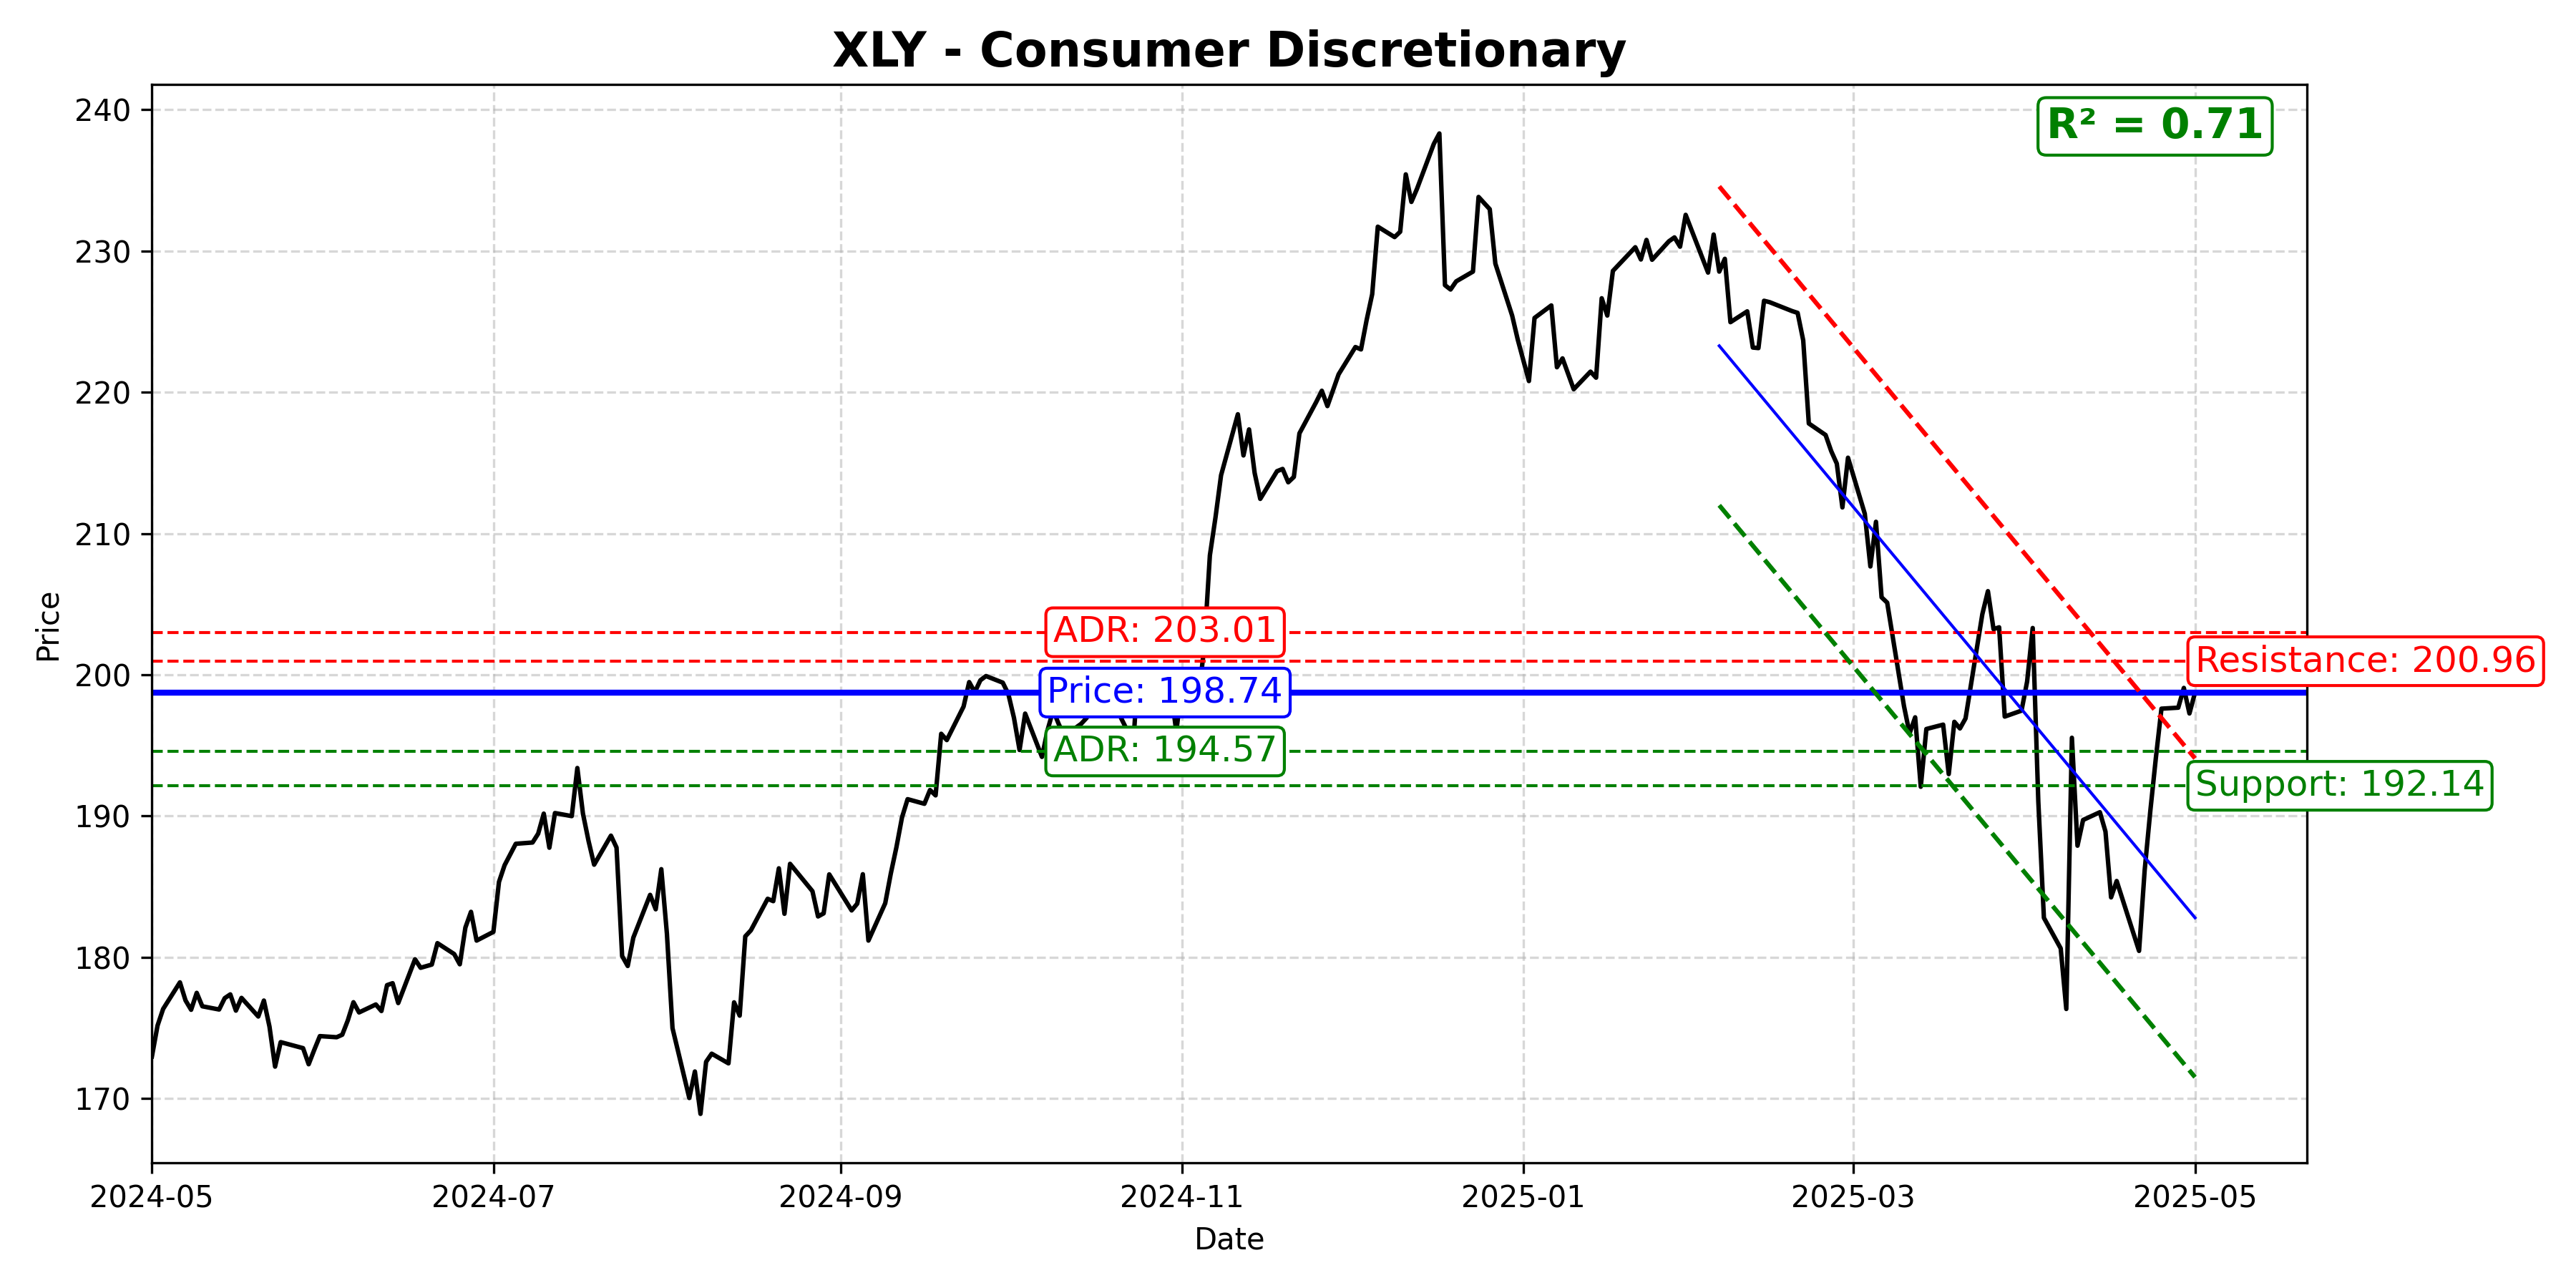 XLY - Consumer Discretionary
R² = 0.71
240
230
220
210
200
190
180
170
Price
ADR: 203.01
Resistance: 200.96
Price: 198.74
ADR: 194.57
Support: 192.14
2024-05
2024-07
2024-09
2024-11
2025-01
2025-03
2025-05
Date